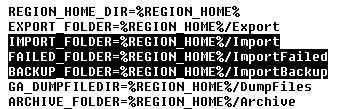 REGION_HOME_DIR=%REGION_HOME%
EXPORT_FOLDER=%REGION_HOME%/Export
IMPORT_FOLDER=%REGION_HOME%/Import
FAILED_FOLDER=%REGION_HOME%/ImportFailed
BACKUP_FOLDER=%REGION_HOME%/ImportBackup
GA_DUMPFILEDIR=%REGION_HOME%/DumpFiles
ARCHIVE_FOLDER=%REGION_HOME%/Archive